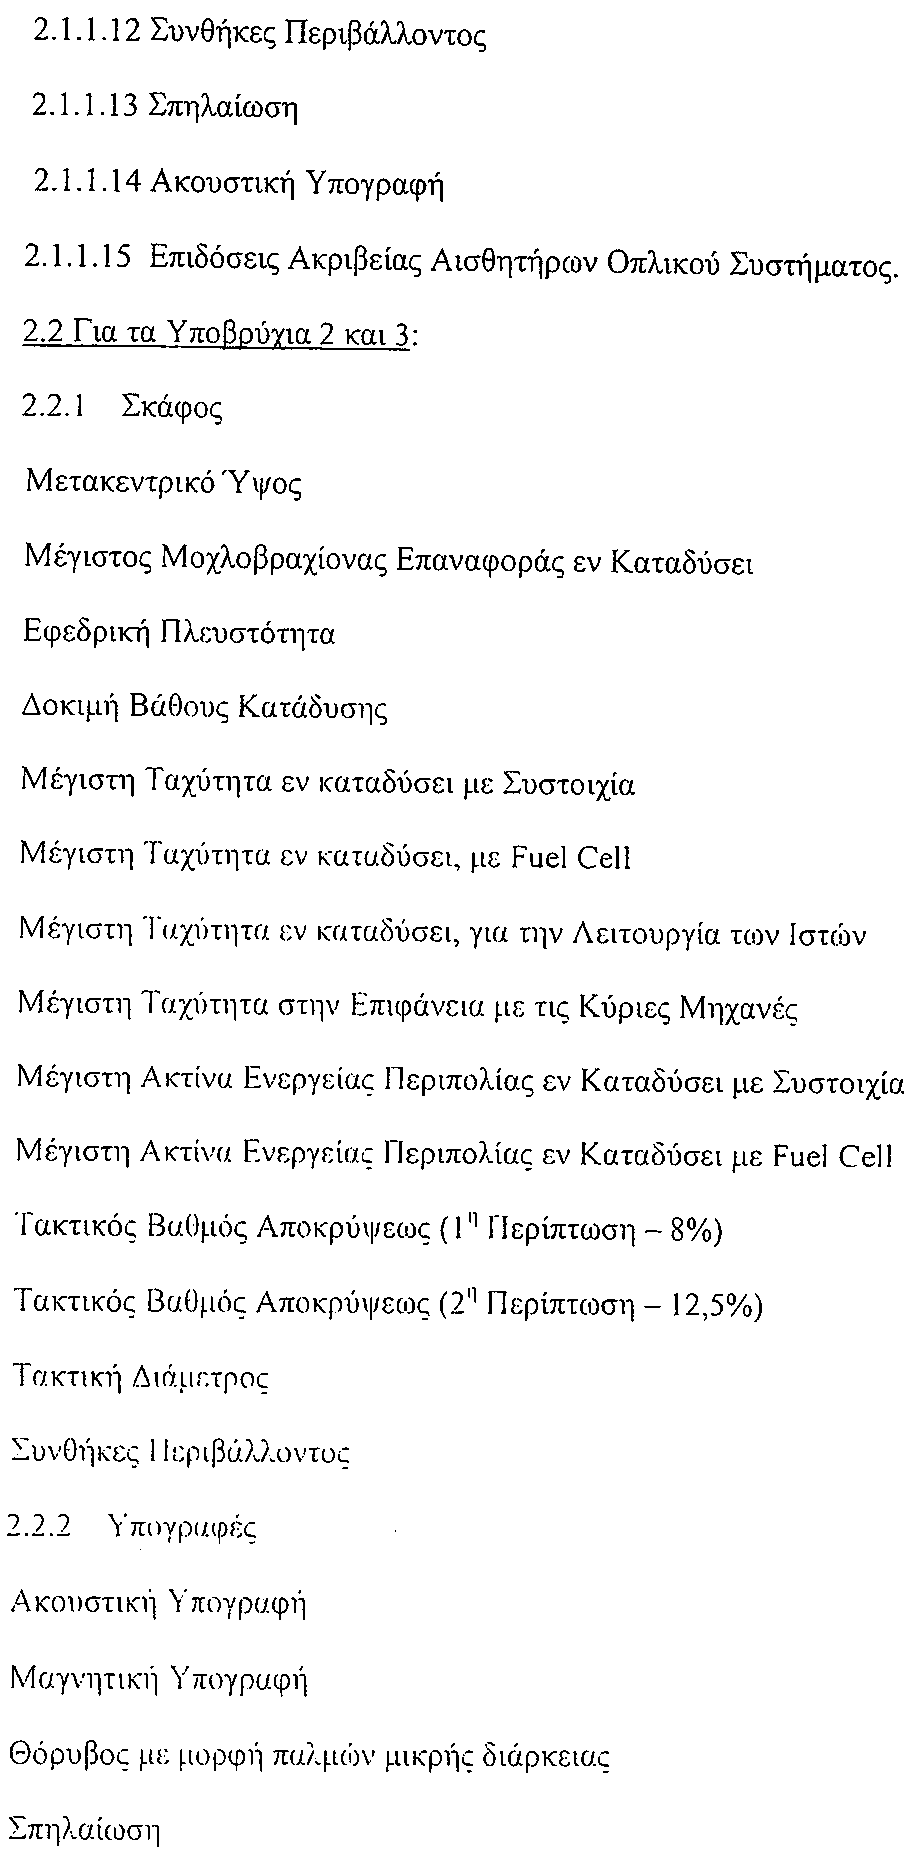 2.1.1.12 Συνθήκες Περιβάλλοντος
2.1.1.13 Σπηλαίωση
2.1.1.14 Ακουστική Υπογραφή
2.1.1.15 Επιδόσεις Ακριβείας Αισθητήρων Οπλικού Συστήματος.
2.2 Για τα Υποβρύχια 2 και 3:
2.2.1 Σκάφος
Μετακεντρικό Ύψος
Μέγιστος Μοχλοβραχίονας Επαναφοράς εν Καταδύσει
Εφεδρική Πλευστότητα
Δοκιμή Βάθους Κατάδυσης
Μέγιστη Ταχύτητα εν καταδύσει με Συστοιχία
Μέγιστη Ταχύτητα εν καταδύσει, με Fuel Cell
Μέγιστη Ταχύτητα εν καταδύσει, για την Λειτουργία των Ιστών
Μέγιστη Ταχύτητα στην Επιφάνεια με τις Κύριες Μηχανές
Μέγιστη Ακτίνα Ενεργείας Περιπολίας εν Καταδύσει με Συστοιχία
Μέγιστη Ακτίνα Ενεργείας Περιπολίας εν Καταδύσει με Fuel Cell
Τακτικός Βαθμός Αποκρύψεως (1η Περίπτωση – 8%)
Τακτικός Βαθμός Αποκρύψεως (2η Περίπτωση – 12,5%)
Τακτική Διάμετρος
Συνθήκες Περιβάλλοντος
2.2.2 Υπογραφές
Ακουστική Υπογραφή
Μαγνητική Υπογραφή
Θόρυβος με μορφή παλμών μικρής διάρκειας
Σπηλαίωση